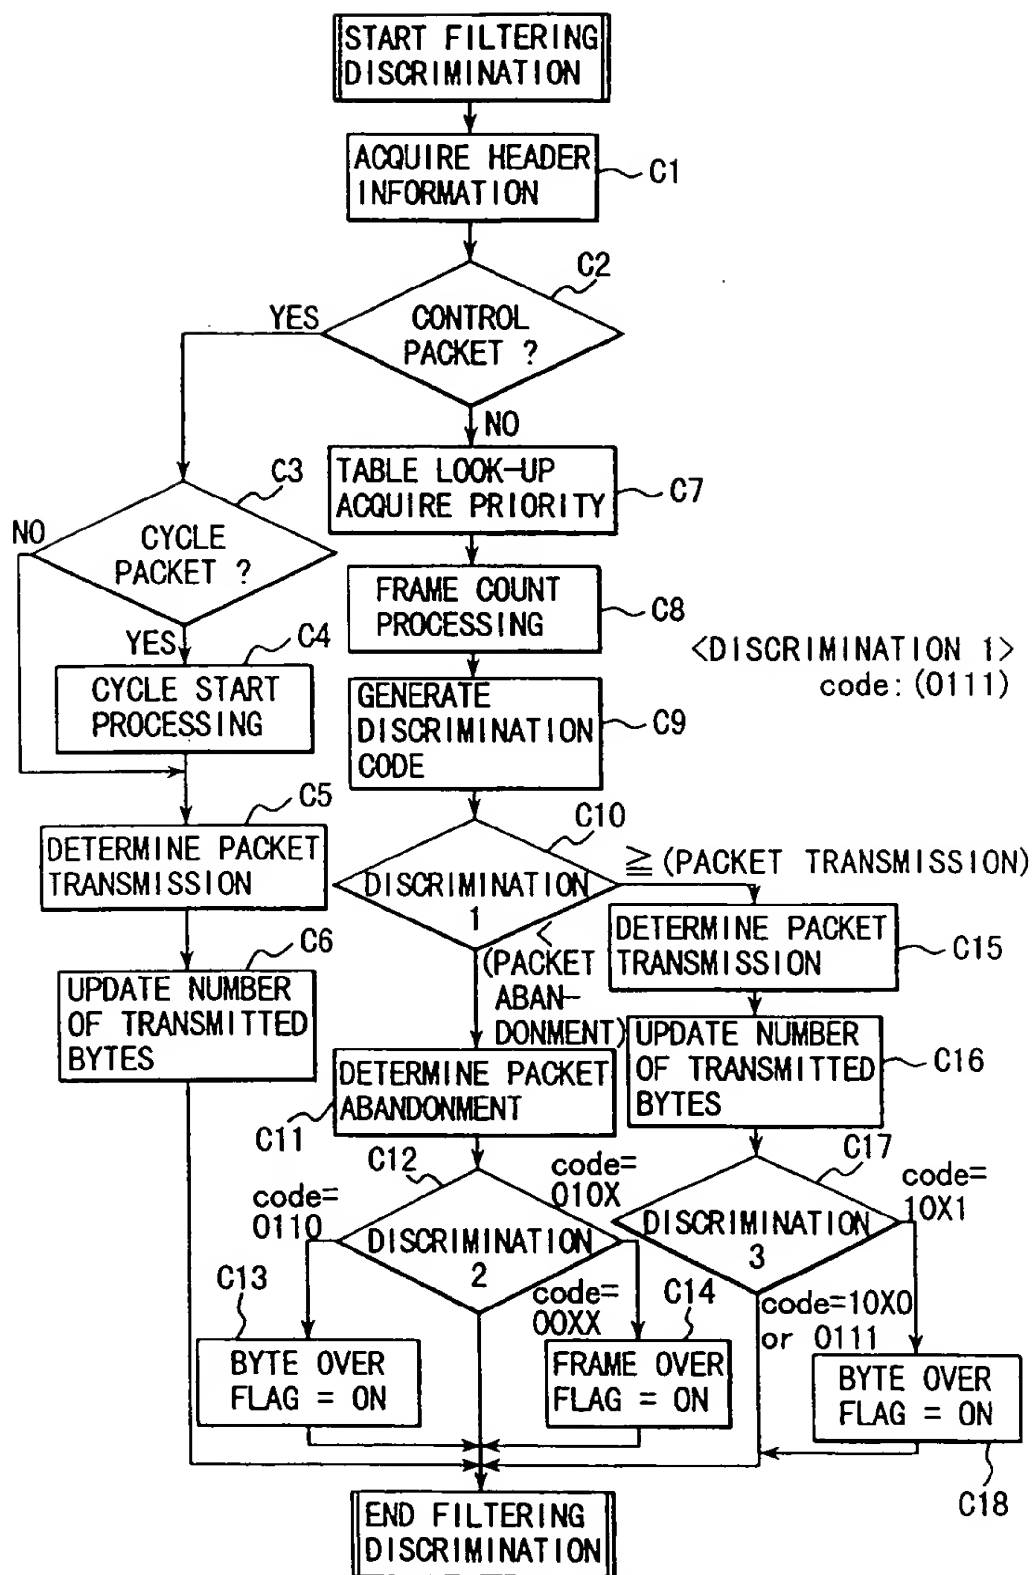 START FILTERING
DISCRIMINATION
ACQUIRE HEADER
INFORMATION
C1
C2
YES
CONTROL
PACKET ?
NO
C3
TABLE LOOK-UP
ACQUIRE PRIORITY
C7
NO
CYCLE
PACKET ?
FRAME COUNT
PROCESSING
C8
YES
C4
<DISCRIMINATION 1>
code:(0111)
CYCLE START
PROCESSING
GENERATE
DISCRIMINATION
CODE
C9
C5
C10
DETERMINE PACKET
TRANSMISSION
DISCRIMINATION
1
≧(PACKET TRANSMISSION)
<
(PACKET
ABAN-
DONMENT)
DETERMINE PACKET
TRANSMISSION
C15
C6
UPDATE NUMBER
OF TRANSMITTED
BYTES
UPDATE NUMBER
OF TRANSMITTED
BYTES
C16
DETERMINE PACKET
ABANDONMENT
C11
C12
C17
code=
0110
code=
010X
code=
10X1
DISCRIMINATION
2
DISCRIMINATION
3
C13
code=
00XX
C14
code=10X0
or 0111
BYTE OVER
FLAG = ON
FRAME OVER
FLAG = ON
BYTE OVER
FLAG = ON
C18
END FILTERING
DISCRIMINATION